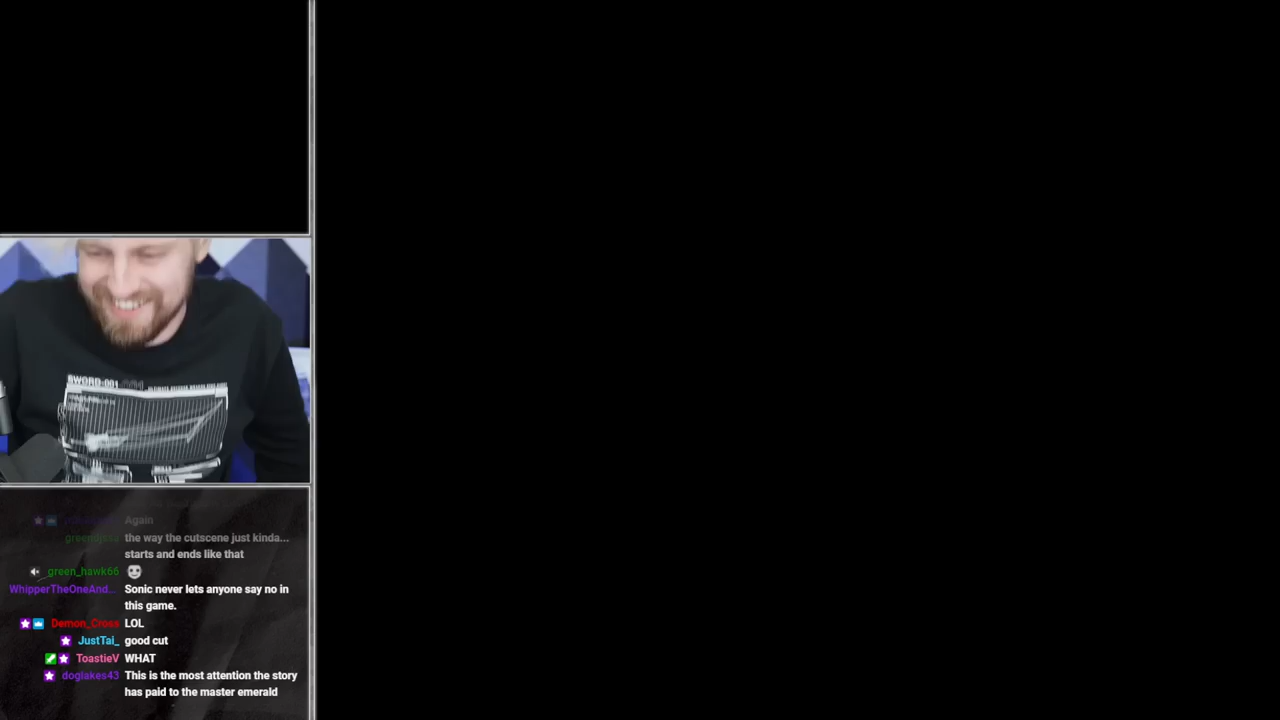 SWORD-001
Again
the way the cutscene just kinda...
starts and ends like that
green_hawk66
WhipperTheOneAnd... Sonic never lets anyone say no in
this game.
Demon_Cross LOL
JustTai_ good cut
ToastieV WHAT
doglakes43 This is the most attention the story
has paid to the master emerald